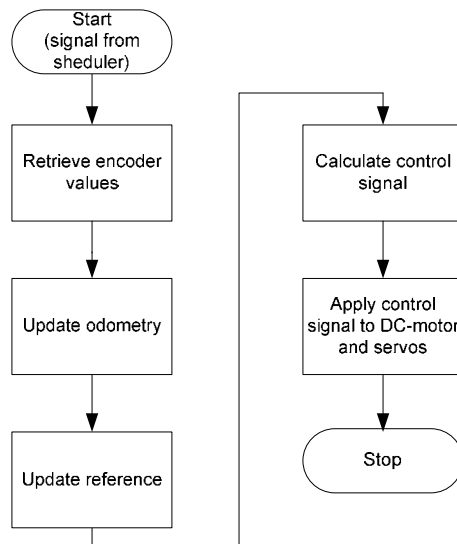 Start
(signal from
sheduler)
Retrieve encoder
values
Update odometry
Update reference
Calculate control
signal
Apply control
signal to DC-motor
and servos
Stop